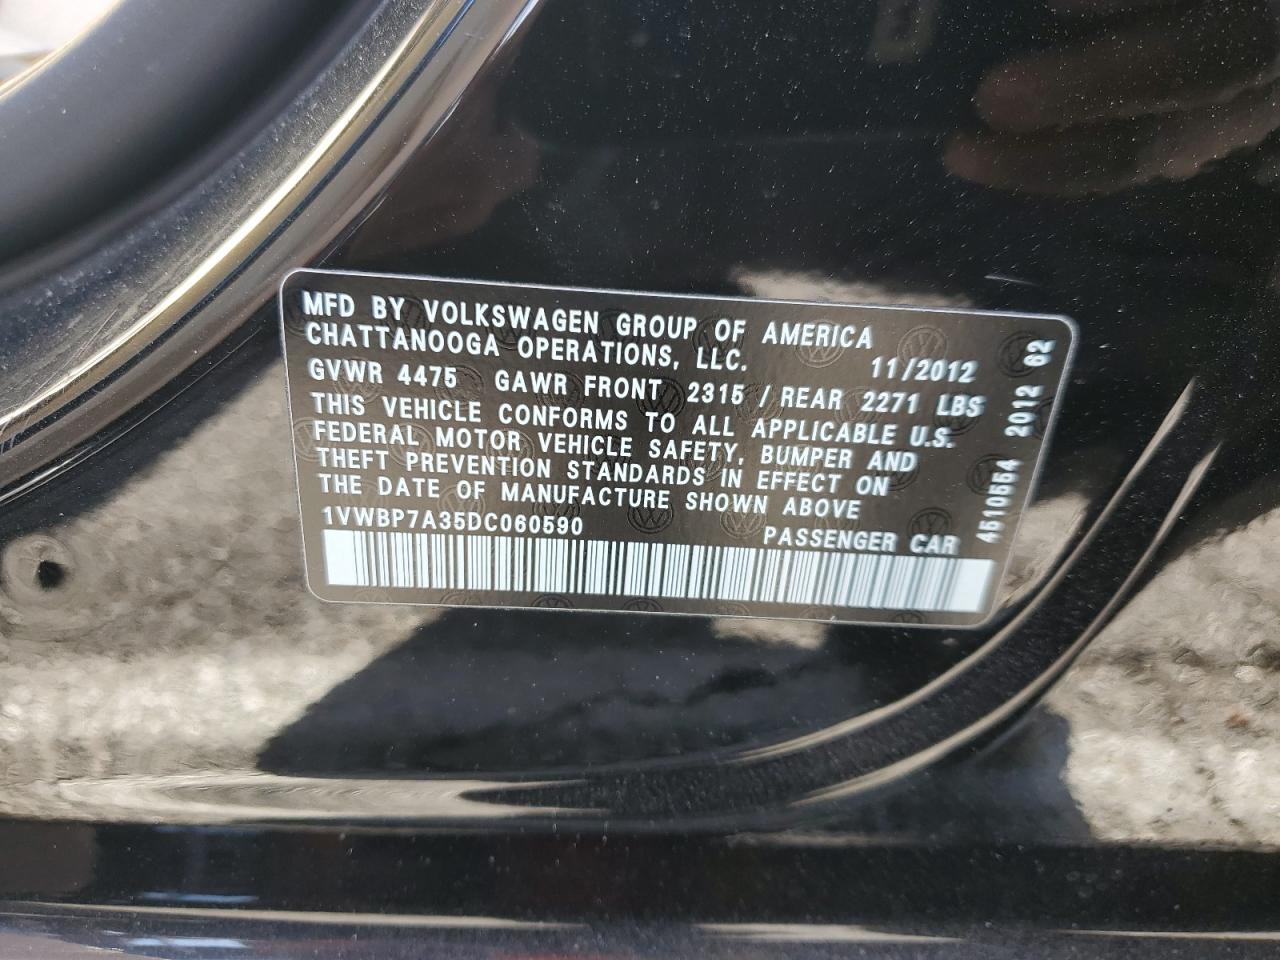 MFD BY VOLKSWAGEN GROUP OF AMERICA
CHATTANOOGA OPERATIONS, LLC. 11/2012
GVWR 4475 GAWR FRONT 2315 / REAR 2271 LBS
THIS VEHICLE CONFORMS TO ALL APPLICABLE U.S.
FEDERAL MOTOR VEHICLE SAFETY, BUMPER AND
THEFT PREVENTION STANDARDS IN EFFECT ON
THE DATE OF MANUFACTURE SHOWN ABOVE
1VWBP7A35DC060590 PASSENGER CAR
4510554 2012 62